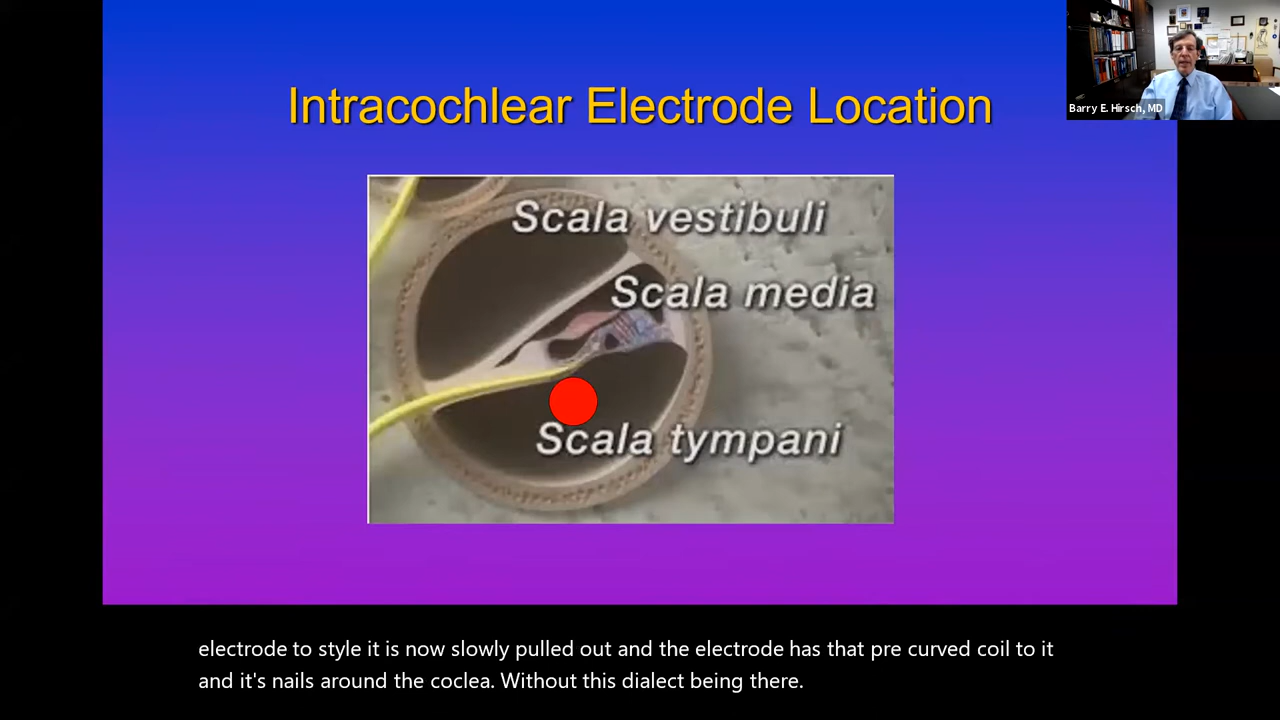 Intracochlear Electrode Location
Barry E. Hirsch, MD
Scala vestibuli
Scala media
Scala tympani
electrode to style it is now slowly pulled out and the electrode has that pre curved coil to it
and it's nails around the coclea. Without this dialect being there.